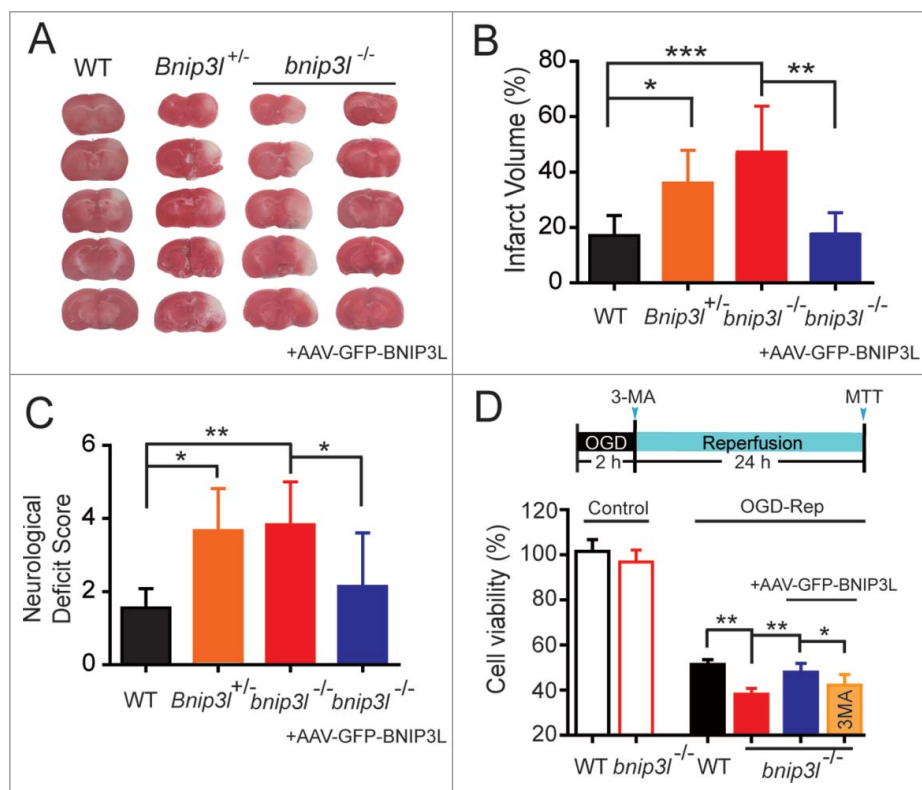 A
WT Bnip3l+/- bnip3l-/-
+AAV-GFP-BNIP3L
B
Infarct Volume (%)
***
* **
80
60
40
20
0
WT Bnip3l+/- bnip3l-/- bnip3l-/-
+AAV-GFP-BNIP3L
C
Neurological
Deficit Score
**
* *
6
4
2
0
WT Bnip3l+/- bnip3l-/- bnip3l-/-
+AAV-GFP-BNIP3L
D
3-MA MTT
OGD Reperfusion
2 h 24 h
Cell viability (%)
Control OGD-Rep
+AAV-GFP-BNIP3L
** ** *
120
100
80
60
40
20
3MA
WT bnip3l-/- WT bnip3l-/-